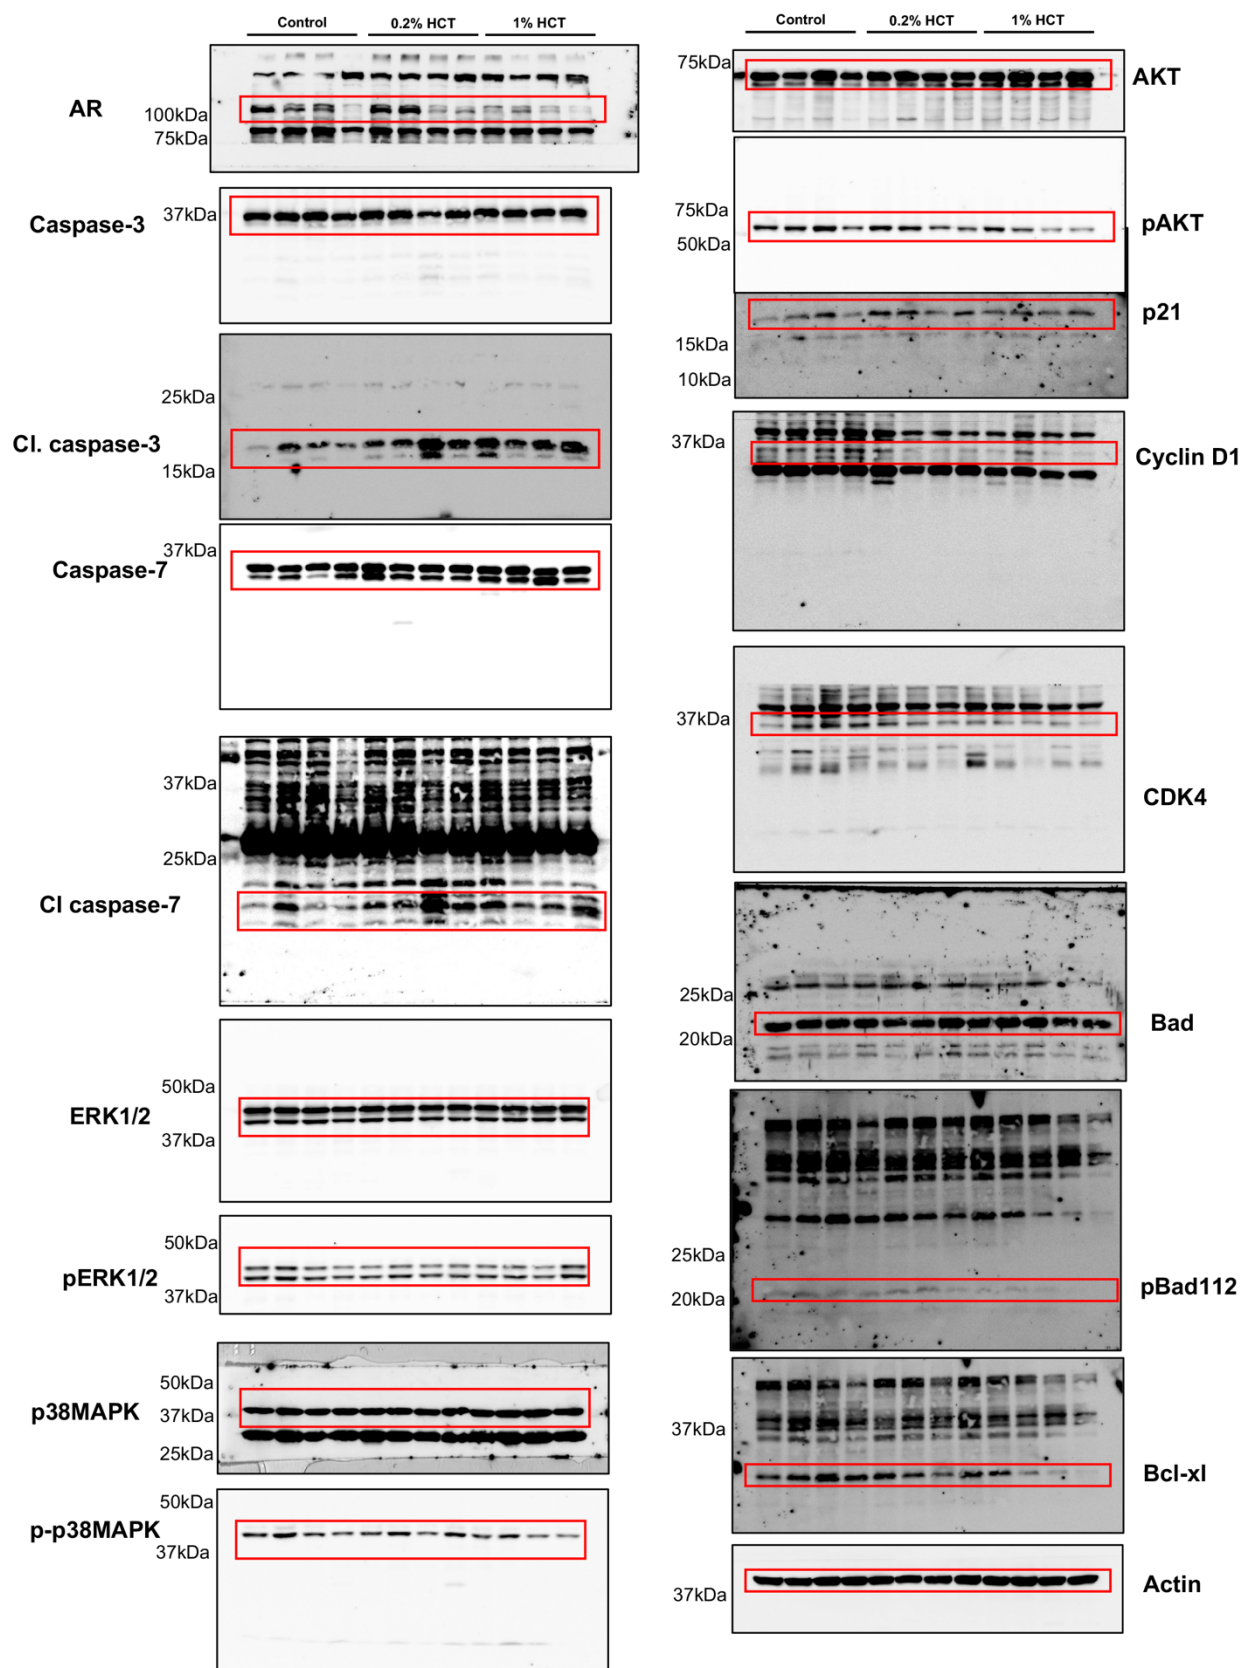 Control 0.2% HCT 1% HCT
AR
100kDa
75kDa
Caspase-3
37kDa
25kDa
Cl. caspase-3
15kDa
37kDa
Caspase-7
37kDa
25kDa
Cl caspase-7
50kDa
ERK1/2
37kDa
50kDa
pERK1/2
37kDa
50kDa
p38MAPK
37kDa
25kDa
50kDa
p-p38MAPK
37kDa
Control 0.2% HCT 1% HCT
75kDa
AKT
75kDa
pAKT
50kDa
p21
15kDa
10kDa
37kDa
Cyclin D1
37kDa
CDK4
25kDa
Bad
20kDa
25kDa
pBad112
20kDa
37kDa
Bcl-xl
Actin
37kDa